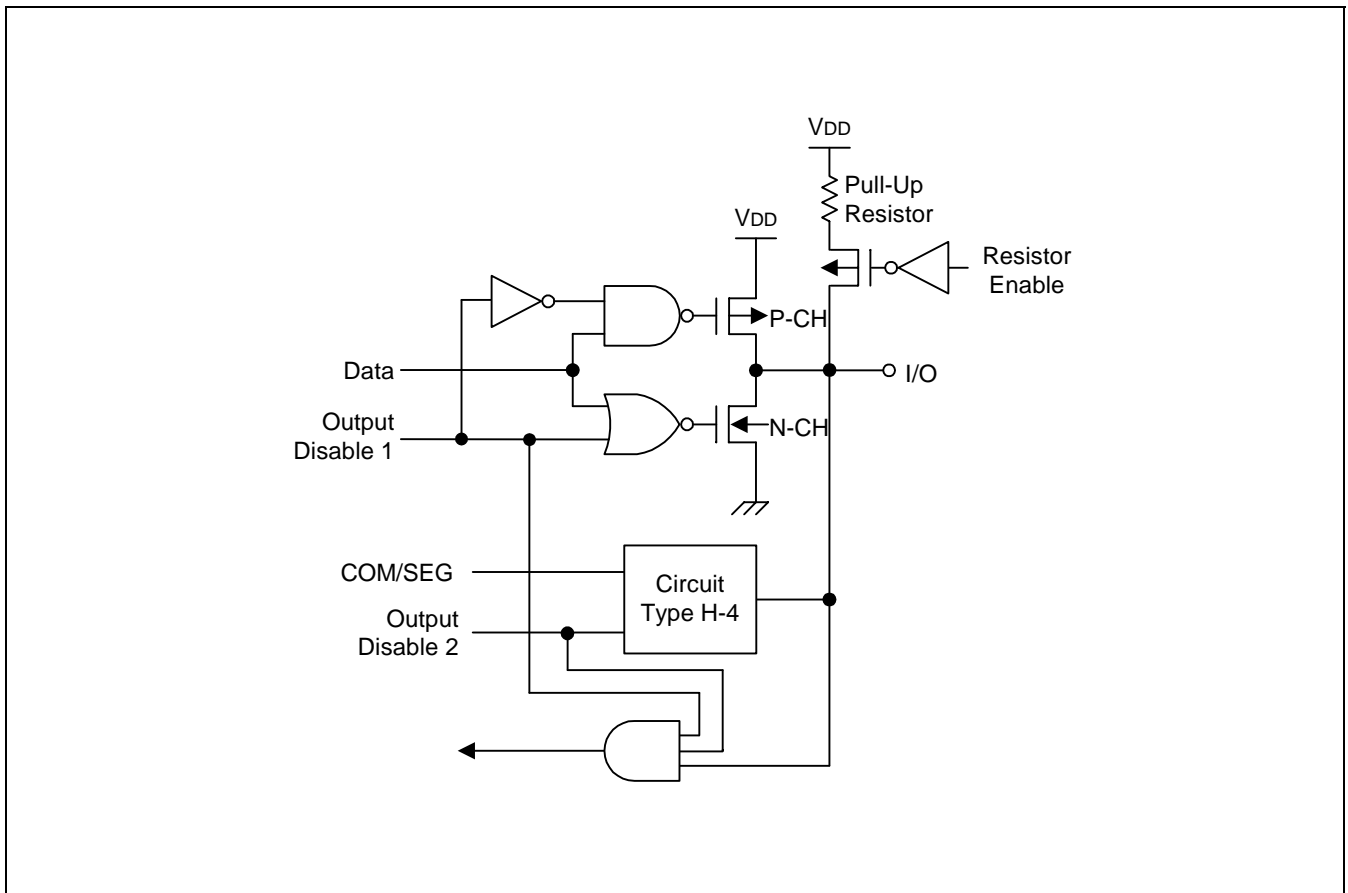 VDD
Pull-Up
Resistor
VDD
Resistor
Enable
P-CH
Data
I/O
Output
Disable 1
N-CH
COM/SEG
Circuit
Type H-4
Output
Disable 2